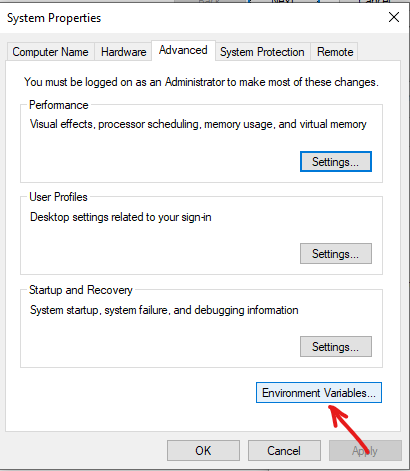 System Properties
Computer Name Hardware Advanced System Protection Remote
You must be logged on as an Administrator to make most of these changes.
Performance
Visual effects, processor scheduling, memory usage, and virtual memory
Settings...
User Profiles
Desktop settings related to your sign-in
Settings...
Startup and Recovery
System startup, system failure, and debugging information
Settings...
Environment Variables...
OK Cancel Apply